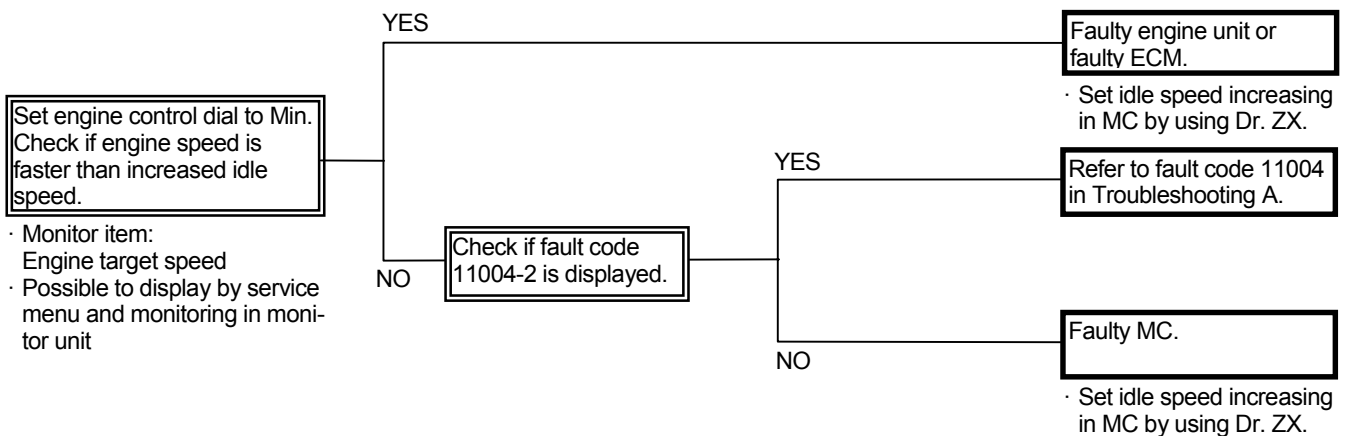 YES
Faulty engine unit or
faulty ECM.
· Set idle speed increasing
in MC by using Dr. ZX.
Set engine control dial to Min.
Check if engine speed is
faster than increased idle
speed.
· Monitor item:
Engine target speed
· Possible to display by service
menu and monitoring in moni-
tor unit
YES
Refer to fault code 11004
in Troubleshooting A.
NO
Check if fault code
11004-2 is displayed.
NO
Faulty MC.
· Set idle speed increasing
in MC by using Dr. ZX.